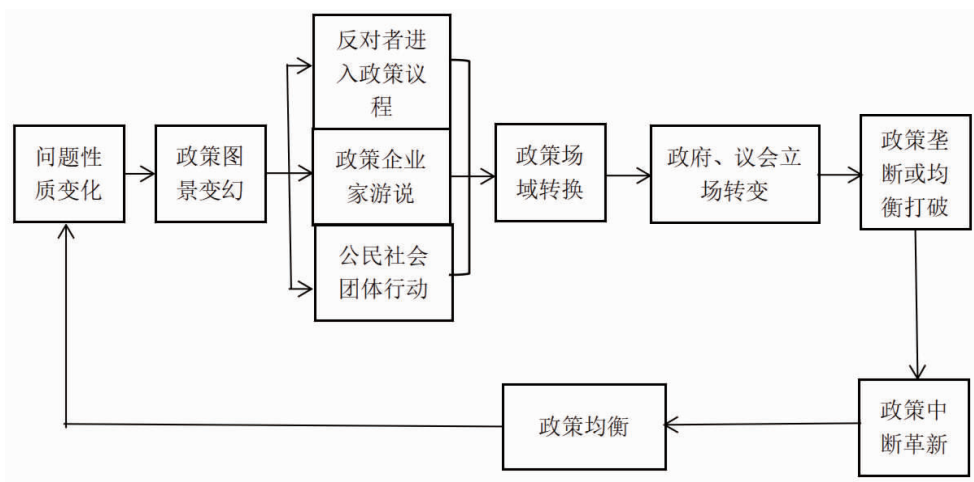 问题性
质变化
政策图
景变幻
反对者进
入政策议
程
政策企业
家游说
公民社会
团体行动
政策场
域转换
政府、议会立
场转变
政策垄
断或均
衡打破
政策中
断革新
政策均衡